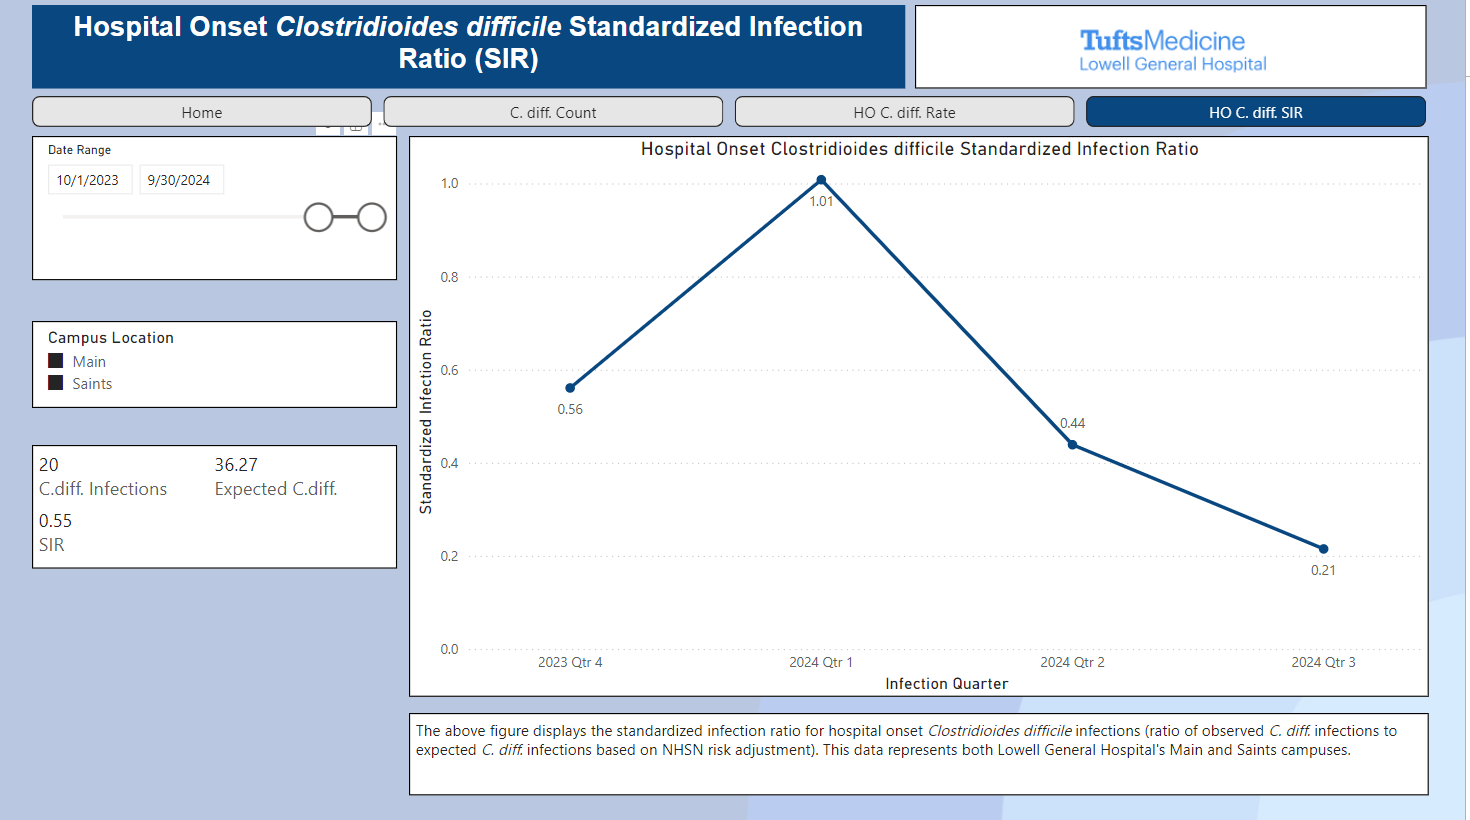 Hospital Onset Clostridioides difficile Standardized Infection
Ratio (SIR)
TuftsMedicine
Lowell General Hospital
Home
C. diff. Count
HO C. diff. Rate
HO C. diff. SIR
Date Range
10/1/2023
9/30/2024
Campus Location
Main
Saints
20
C.diff. Infections
36.27
Expected C.diff.
0.55
SIR
Hospital Onset Clostridioides difficile Standardized Infection Ratio
Standardized Infection Ratio
1.0
0.8
0.6
0.4
0.2
0.0
0.56
1.01
0.44
0.21
2023 Qtr 4
2024 Qtr 1
2024 Qtr 2
2024 Qtr 3
Infection Quarter
The above figure displays the standardized infection ratio for hospital onset Clostridioides difficile infections (ratio of observed C. diff. infections to
expected C. diff. infections based on NHSN risk adjustment). This data represents both Lowell General Hospital's Main and Saints campuses.